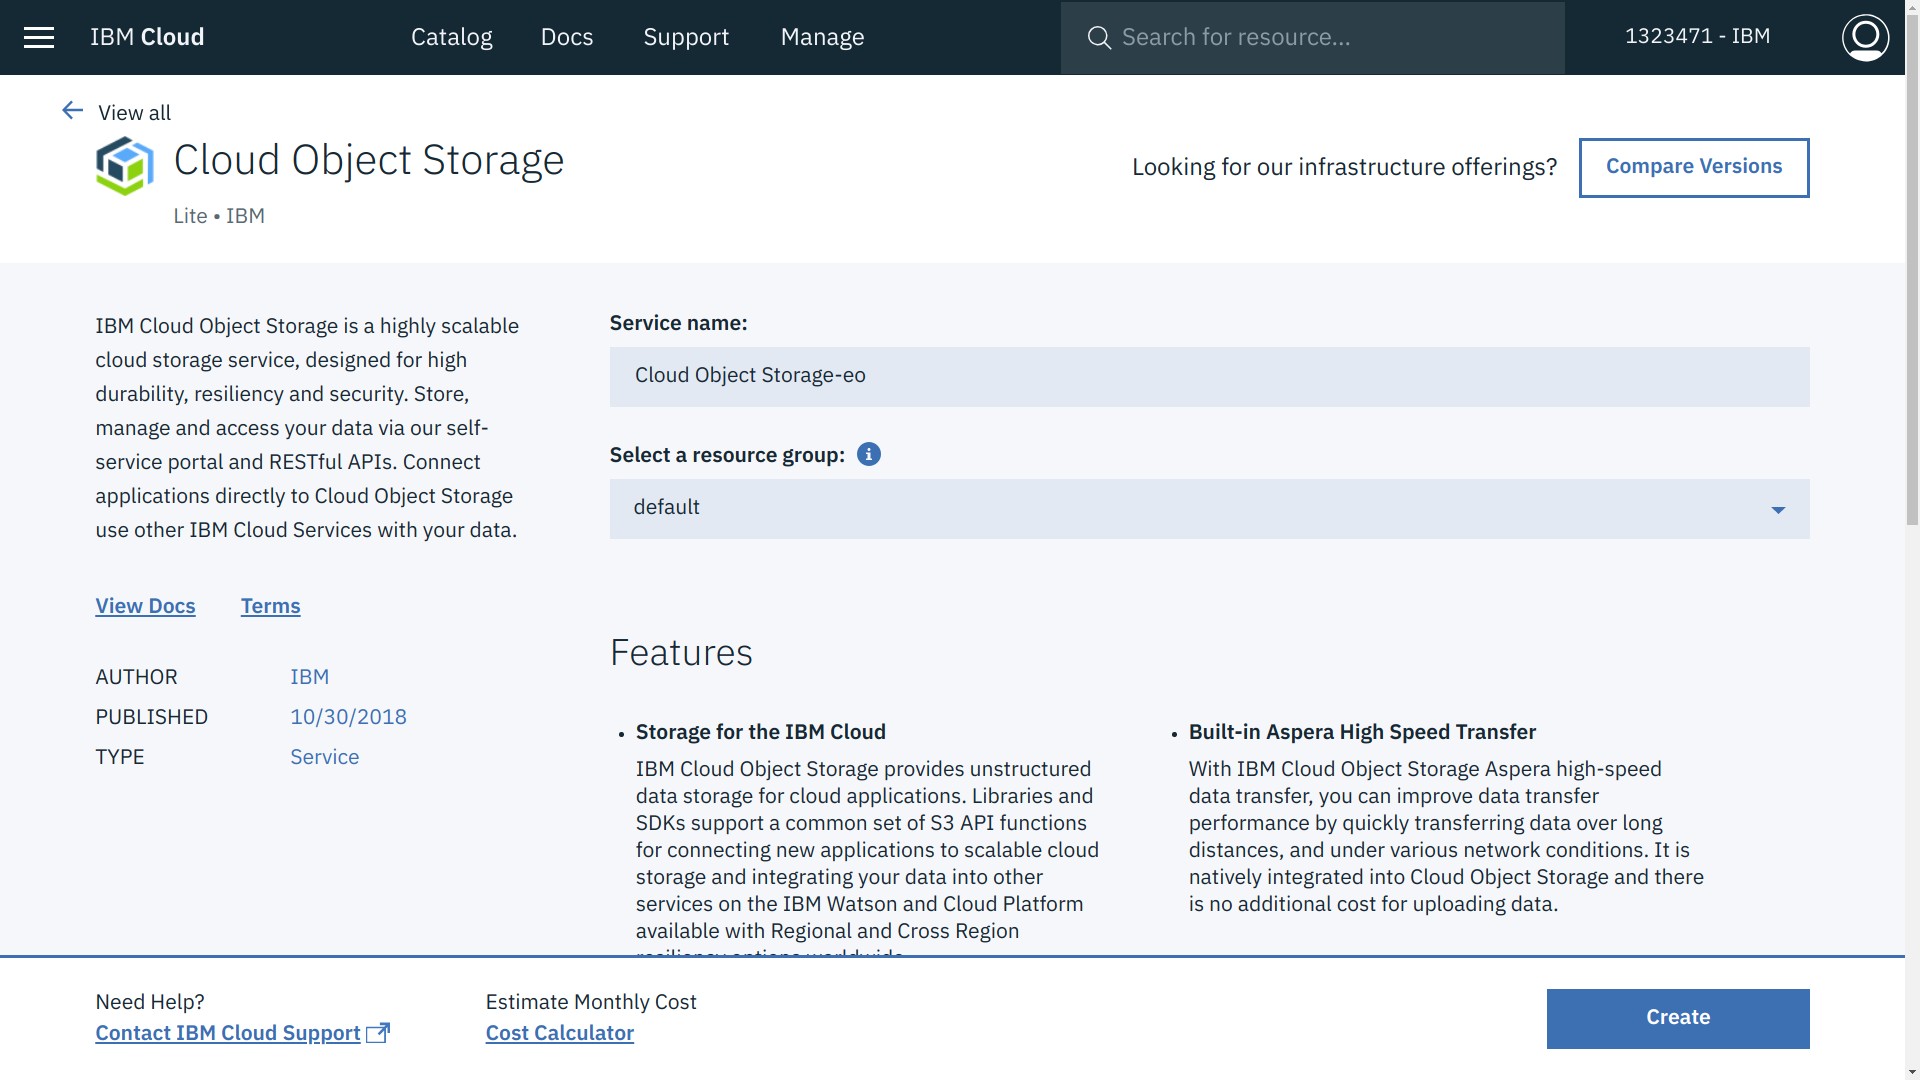 IBM Cloud
Catalog
Docs
Support
Manage
Search for resource...
1323471 - IBM
View all
Cloud Object Storage
Lite • IBM
Looking for our infrastructure offerings?
Compare Versions
IBM Cloud Object Storage is a highly scalable
cloud storage service, designed for high
durability, resiliency and security. Store,
manage and access your data via our self-
service portal and RESTful APIs. Connect
applications directly to Cloud Object Storage
use other IBM Cloud Services with your data.
View Docs
Terms
AUTHOR IBM
PUBLISHED 10/30/2018
TYPE Service
Service name:
Cloud Object Storage-eo
Select a resource group:
default
Features
• Storage for the IBM Cloud
IBM Cloud Object Storage provides unstructured
data storage for cloud applications. Libraries and
SDKs support a common set of S3 API functions
for connecting new applications to scalable cloud
storage and integrating your data into other
services on the IBM Watson and Cloud Platform
available with Regional and Cross Region
resiliency options worldwide.
• Built-in Aspera High Speed Transfer
With IBM Cloud Object Storage Aspera high-speed
data transfer, you can improve data transfer
performance by quickly transferring data over long
distances, and under various network conditions. It is
natively integrated into Cloud Object Storage and there
is no additional cost for uploading data.
Need Help?
Contact IBM Cloud Support
Estimate Monthly Cost
Cost Calculator
Create